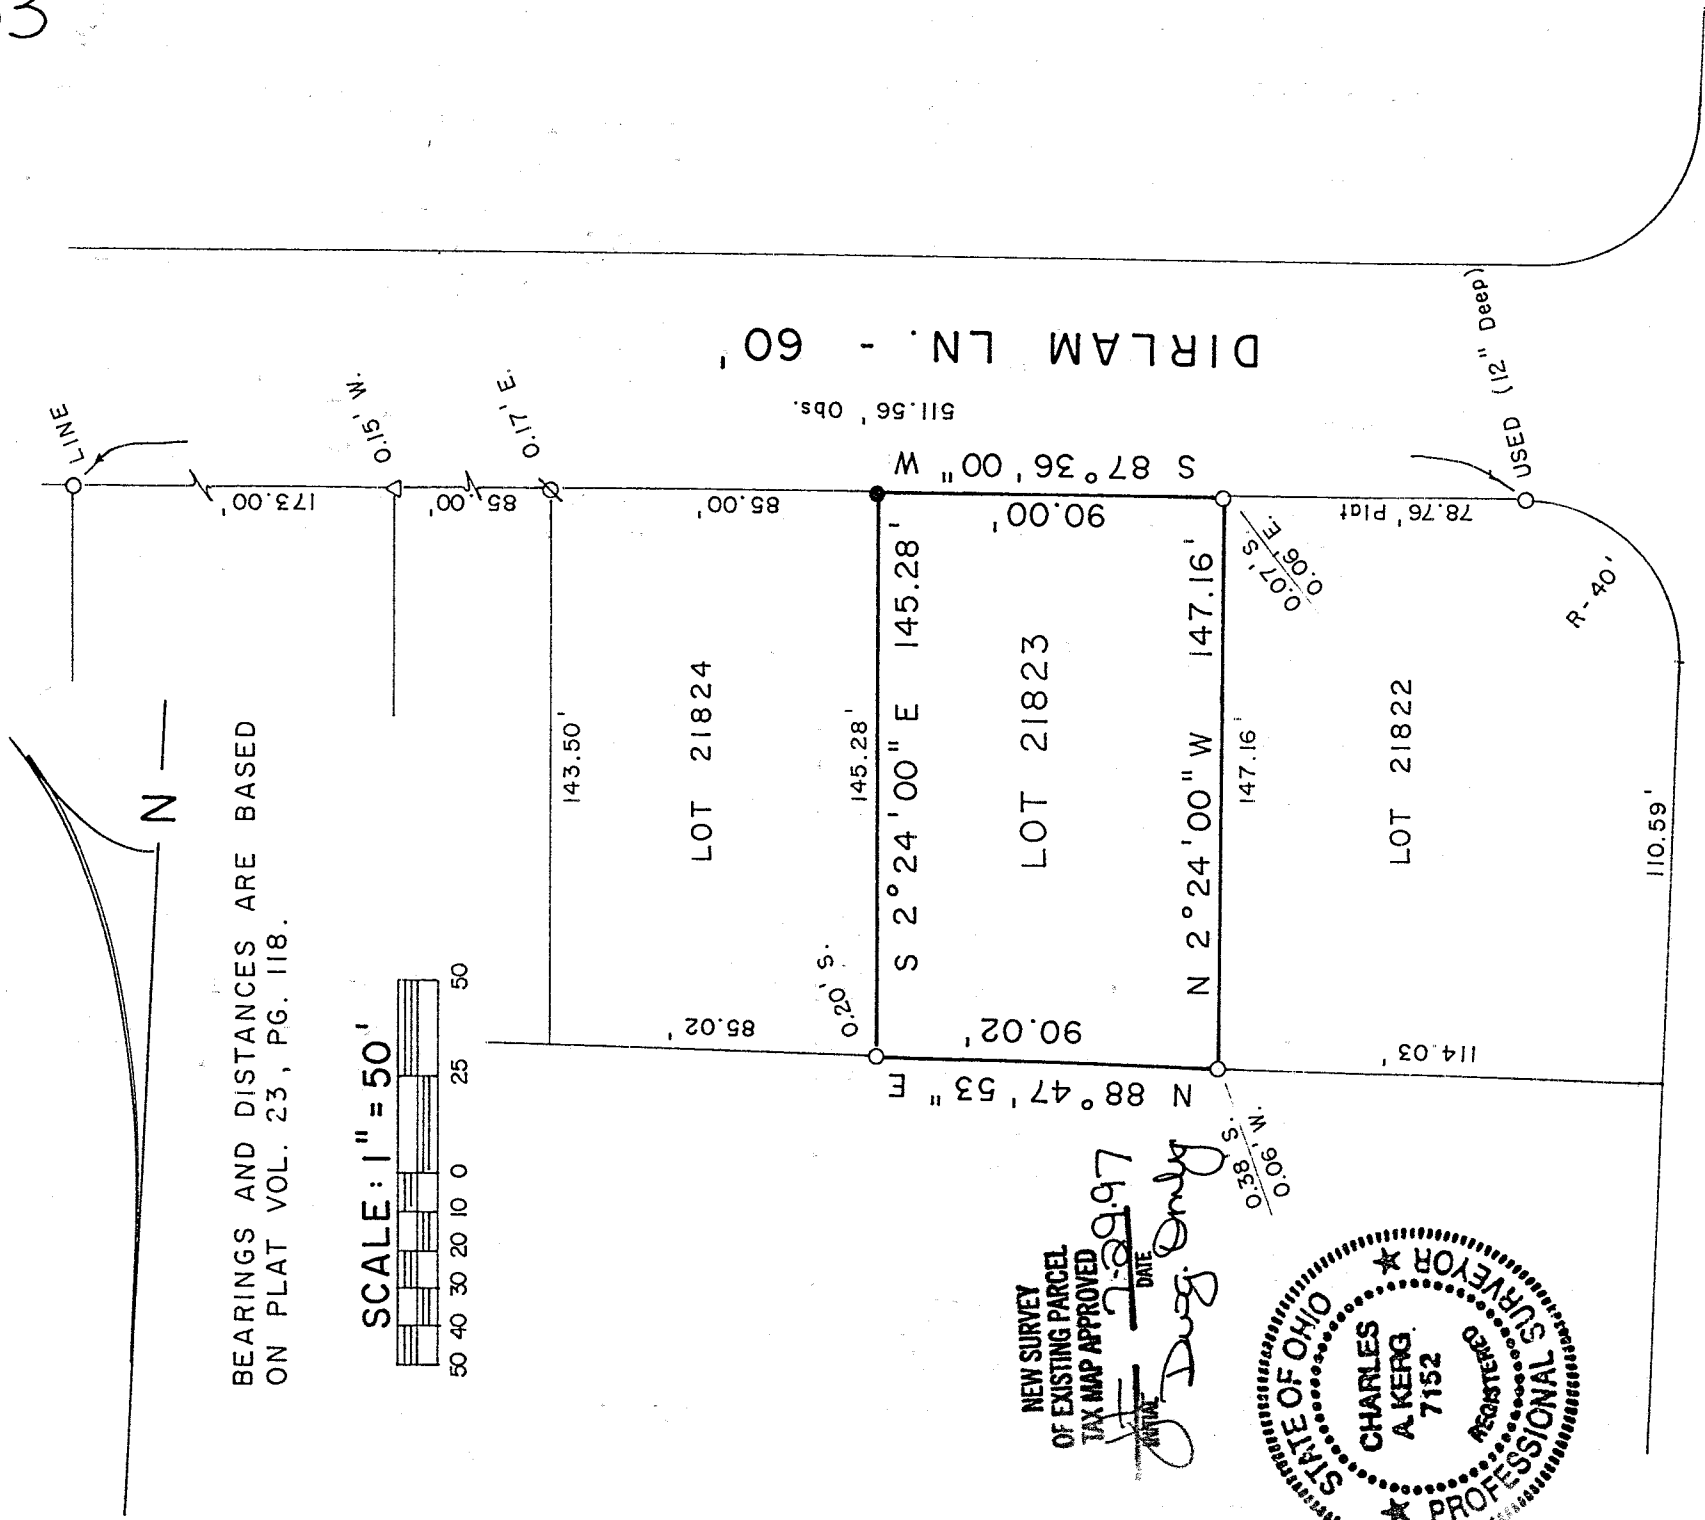 LINE
173.00'
0.15' W.
85.00'
0.17' E.
DIRLAM LN. - 60'
511.56' Obs.
S 87° 36' 00" W
85.00'
90.00'
78.76' Plat
USED (12" Deep)
R-40'
0.07' S.
0.06' E.
143.50'
LOT 21824
145.28'
S 2° 24' 00" E 145.28'
LOT 21823
N 2° 24' 00" W 147.16'
147.16'
LOT 21822
110.59'
0.20' S.
85.02'
90.02'
114.03'
N 88° 47' 53" E
0.38' S.
0.06' W.
N
BEARINGS AND DISTANCES ARE BASED
ON PLAT VOL. 23, PG. 118.
SCALE: 1" = 50'
50 40 30 20 10 0 25 50
NEW SURVEY
OF EXISTING PARCEL
TAX MAP APPROVED
7-29-97
INITIAL DATE
STATE OF OHIO
CHARLES
A. KERG
7152
REGISTERED
PROFESSIONAL SURVEYOR